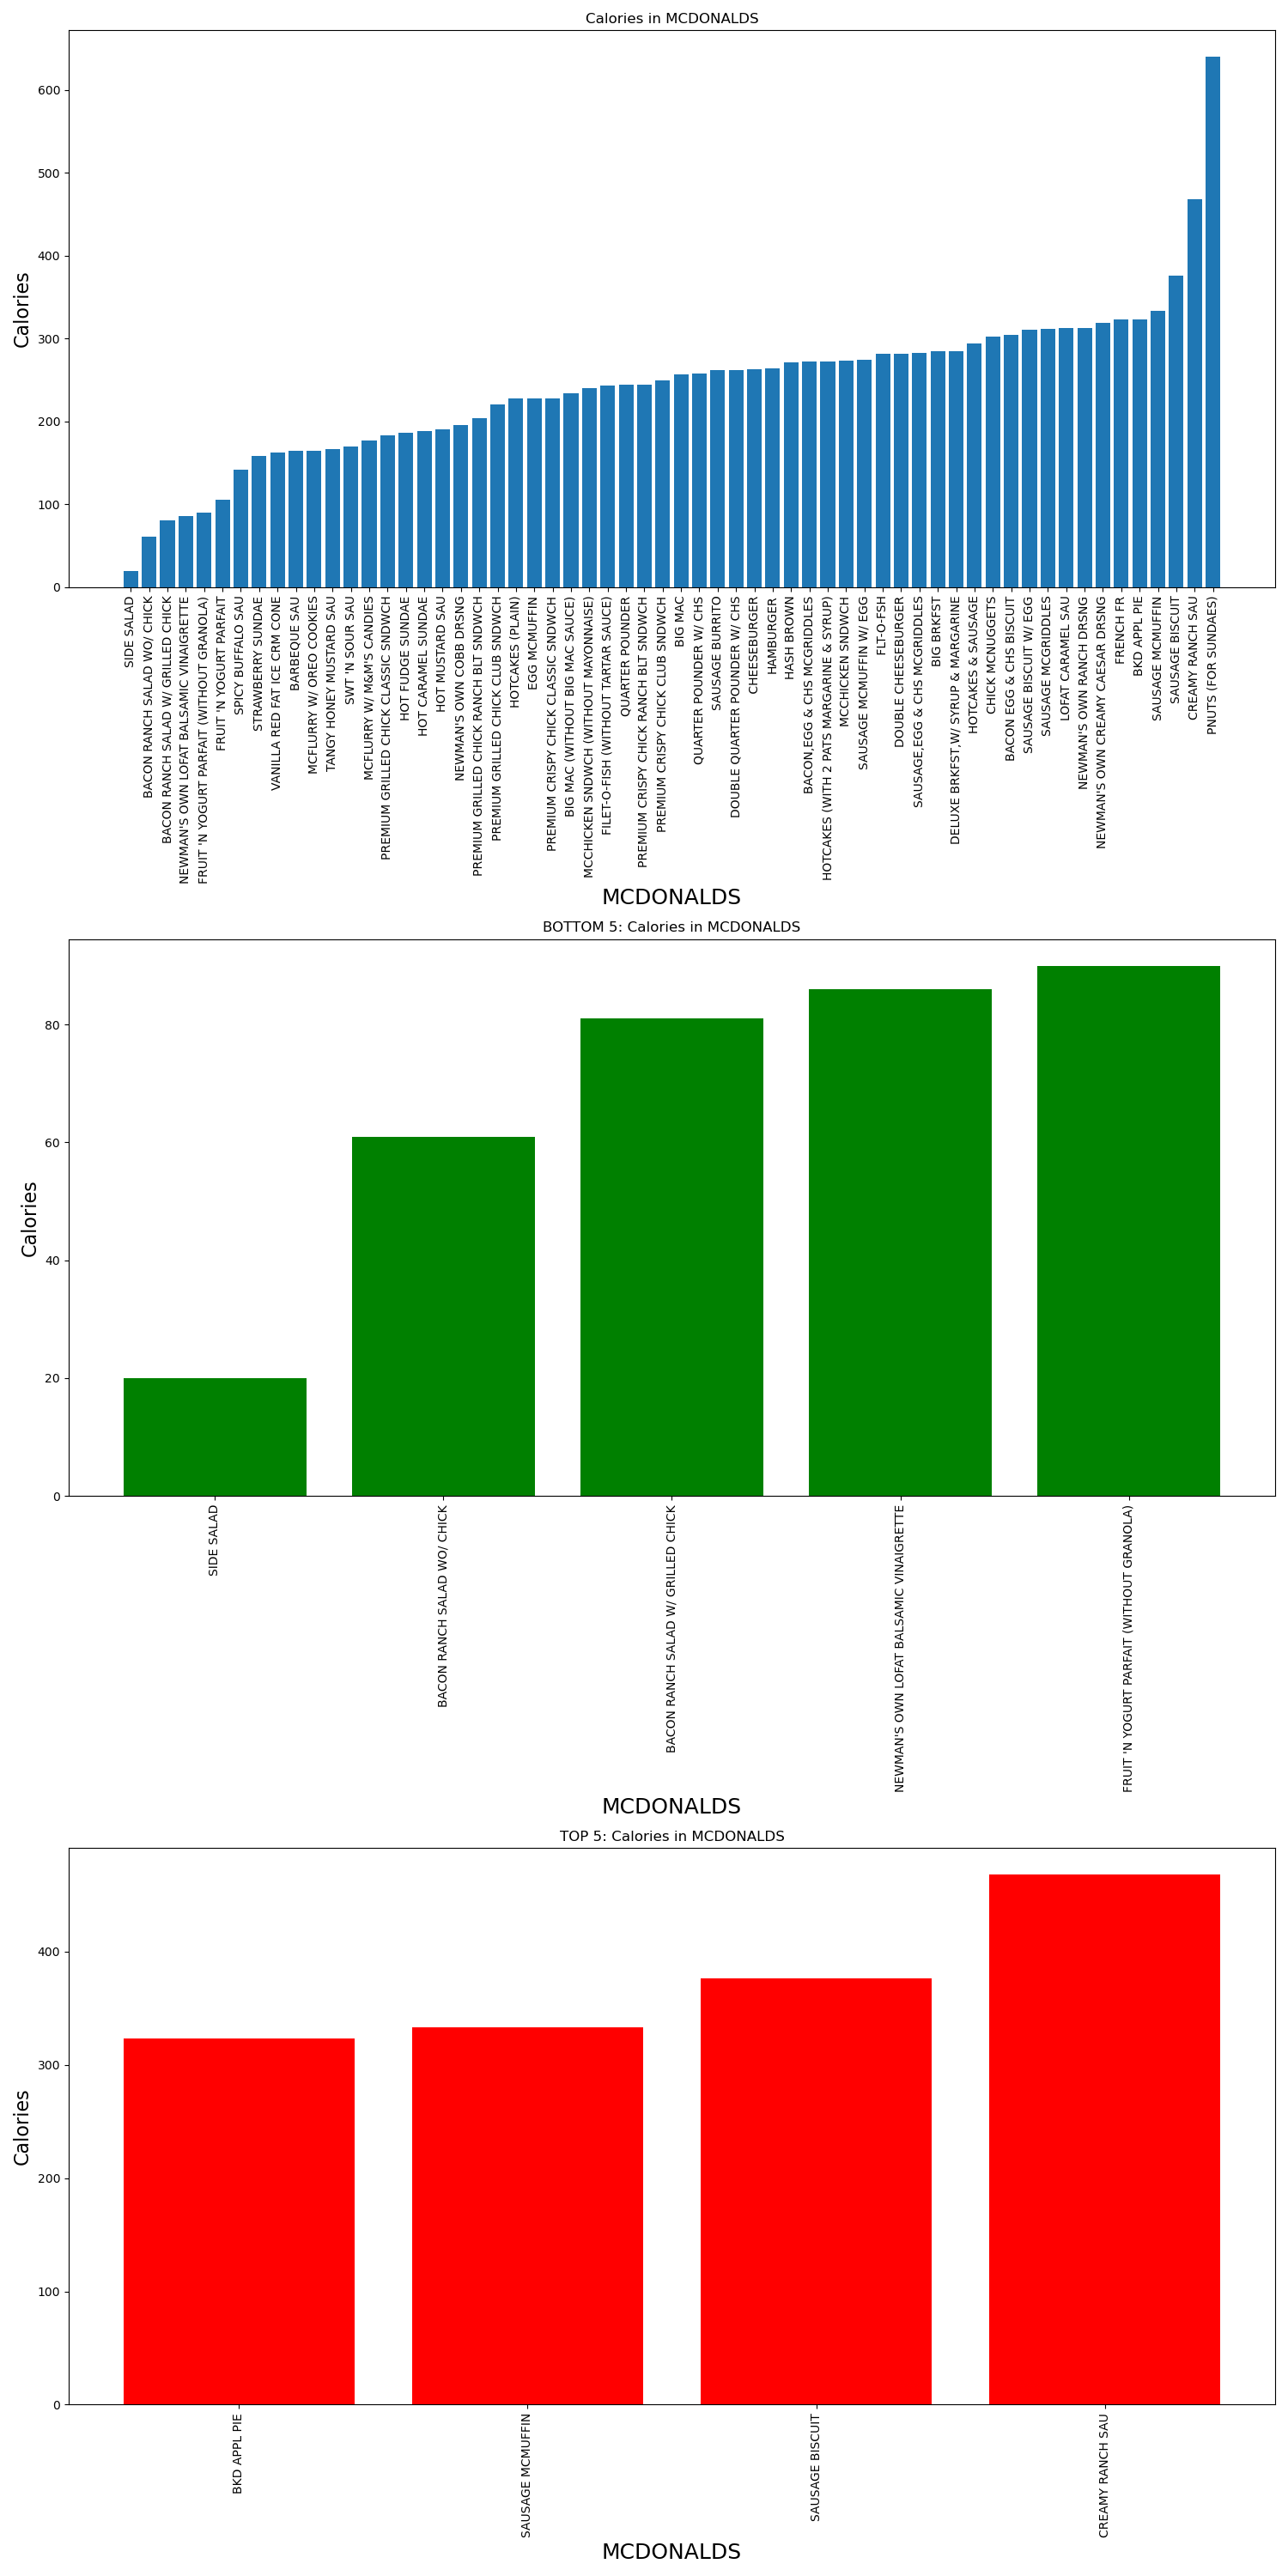 Calories in MCDONALDS
Calories
600
500
400
300
200
100
0
SIDE SALAD
BACON RANCH SALAD WO/ CHICK
BACON RANCH SALAD W/ GRILLED CHICK
NEWMAN'S OWN LOFAT BALSAMIC VINAIGRETTE
FRUIT 'N YOGURT PARFAIT (WITHOUT GRANOLA)
FRUIT 'N YOGURT PARFAIT
SPICY BUFFALO SAU
STRAWBERRY SUNDAE
VANILLA RED FAT ICE CRM CONE
BARBEQUE SAU
MCFLURRY W/ OREO COOKIES
TANGY HONEY MUSTARD SAU
SWT 'N SOUR SAU
MCFLURRY W/ M&M'S CANDIES
PREMIUM GRILLED CHICK CLASSIC SNDWCH
HOT FUDGE SUNDAE
HOT CARAMEL SUNDAE
HOT MUSTARD SAU
NEWMAN'S OWN COBB DRSNG
PREMIUM GRILLED CHICK RANCH BLT SNDWCH
PREMIUM GRILLED CHICK CLUB SNDWCH
HOTCAKES (PLAIN)
EGG MCMUFFIN
PREMIUM CRISPY CHICK CLASSIC SNDWCH
BIG MAC (WITHOUT BIG MAC SAUCE)
MCCHICKEN SNDWCH (WITHOUT MAYONNAISE)
FILET-O-FISH (WITHOUT TARTAR SAUCE)
QUARTER POUNDER
PREMIUM CRISPY CHICK RANCH BLT SNDWCH
PREMIUM CRISPY CHICK CLUB SNDWCH
BIG MAC
QUARTER POUNDER W/ CHS
SAUSAGE BURRITO
DOUBLE QUARTER POUNDER W/ CHS
CHEESEBURGER
HAMBURGER
HASH BROWN
BACON,EGG & CHS MCGRIDDLES
HOTCAKES (WITH 2 PATS MARGARINE & SYRUP)
MCCHICKEN SNDWCH
SAUSAGE MCMUFFIN W/ EGG
FLT-O-FSH
DOUBLE CHEESEBURGER
SAUSAGE,EGG & CHS MCGRIDDLES
BIG BRKFST
DELUXE BRKFST,W/ SYRUP & MARGARINE
HOTCAKES & SAUSAGE
CHICK MCNUGGETS
BACON EGG & CHS BISCUIT
SAUSAGE BISCUIT W/ EGG
SAUSAGE MCGRIDDLES
LOFAT CARAMEL SAU
NEWMAN'S OWN RANCH DRSNG
NEWMAN'S OWN CREAMY CAESAR DRSNG
FRENCH FR
BKD APPL PIE
SAUSAGE MCMUFFIN
SAUSAGE BISCUIT
CREAMY RANCH SAU
PNUTS (FOR SUNDAES)
MCDONALDS
BOTTOM 5: Calories in MCDONALDS
Calories
80
60
40
20
0
SIDE SALAD
BACON RANCH SALAD WO/ CHICK
BACON RANCH SALAD W/ GRILLED CHICK
NEWMAN'S OWN LOFAT BALSAMIC VINAIGRETTE
FRUIT 'N YOGURT PARFAIT (WITHOUT GRANOLA)
MCDONALDS
TOP 5: Calories in MCDONALDS
Calories
400
300
200
100
0
BKD APPL PIE
SAUSAGE MCMUFFIN
SAUSAGE BISCUIT
CREAMY RANCH SAU
MCDONALDS